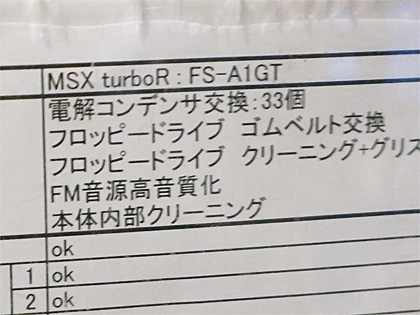 MSX turboR : FS-A1GT
電解コンデンサ交換:33個
フロッピードライブ ゴムベルト交換
フロッピードライブ クリーニング+グリス
FM音源高音質化
本体内部クリーニング
ok
1 ok
2 ok